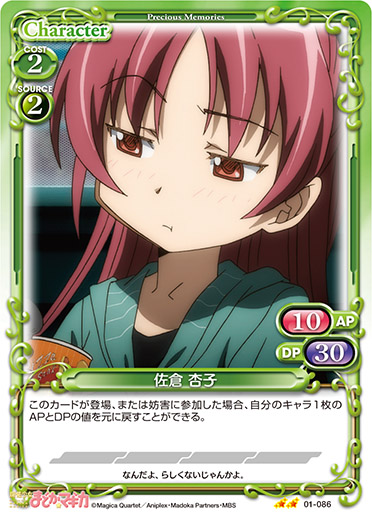 Precious Memories
Character
COST
2
SOURCE
2
10 AP
DP 30
佐倉 杏子
このカードが登場、または妨害に参加した場合、自分のキャラ1枚の
APとDPの値を元に戻すことができる。
なんだよ、らしくないじゃんかよ。
まどか☆マギカ
©Magica Quartet／Aniplex・Madoka Partners・MBS
01-086